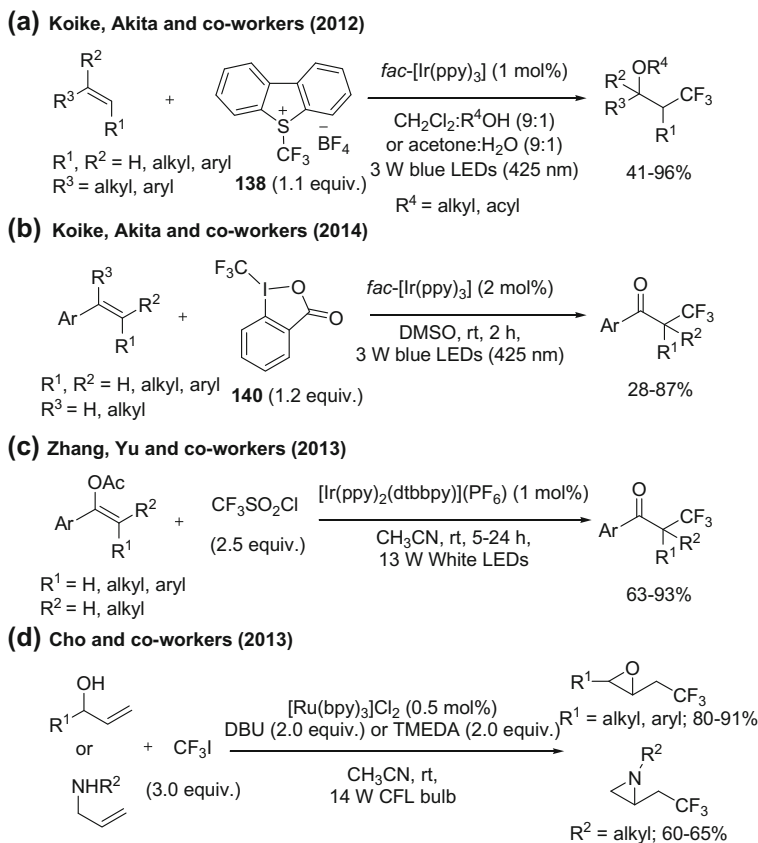 (a) Koike, Akita and co-workers (2012)
R² R³ R¹
+
S + CF₃ – BF₄
fac-[Ir(ppy)₃] (1 mol%)
CH₂Cl₂:R⁴OH (9:1)
or acetone:H₂O (9:1)
3 W blue LEDs (425 nm)
R⁴ = alkyl, acyl
OR⁴ R² R³ CF₃ R¹
R¹, R² = H, alkyl, aryl
R³ = alkyl, aryl
138 (1.1 equiv.)
41-96%
(b) Koike, Akita and co-workers (2014)
R³ R² Ar R¹
+
F₃C I O O
fac-[Ir(ppy)₃] (2 mol%)
DMSO, rt, 2 h,
3 W blue LEDs (425 nm)
O Ar CF₃ R² R¹
R¹, R² = H, alkyl, aryl
R³ = H, alkyl
140 (1.2 equiv.)
28-87%
(c) Zhang, Yu and co-workers (2013)
OAc R² Ar R¹
+
CF₃SO₂Cl
(2.5 equiv.)
[Ir(ppy)₂(dtbbpy)](PF₆) (1 mol%)
CH₃CN, rt, 5-24 h,
13 W White LEDs
O Ar CF₃ R² R¹
R¹ = H, alkyl, aryl
R² = H, alkyl
63-93%
(d) Cho and co-workers (2013)
OH R¹
or
NHR²
+ CF₃I
(3.0 equiv.)
[Ru(bpy)₃]Cl₂ (0.5 mol%)
DBU (2.0 equiv.) or TMEDA (2.0 equiv.)
CH₃CN, rt,
14 W CFL bulb
R¹ O CF₃
R¹ = alkyl, aryl; 80-91%
R² N CF₃
R² = alkyl; 60-65%